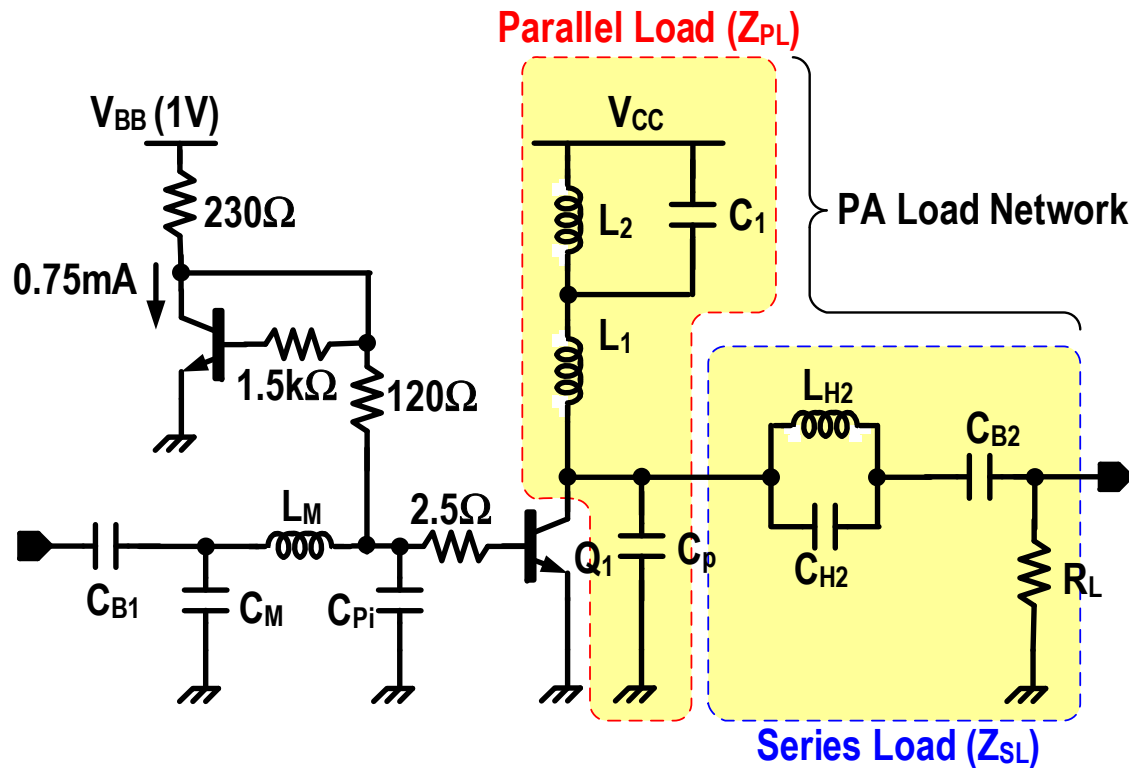 Parallel Load (ZPL)
VBB (1V)
VCC
230Ω
L2
C1
PA Load Network
0.75mA
L1
1.5kΩ
120Ω
LH2
CB2
LM
2.5Ω
Q1
Cp
CH2
RL
CB1
CM
CPi
Series Load (ZSL)